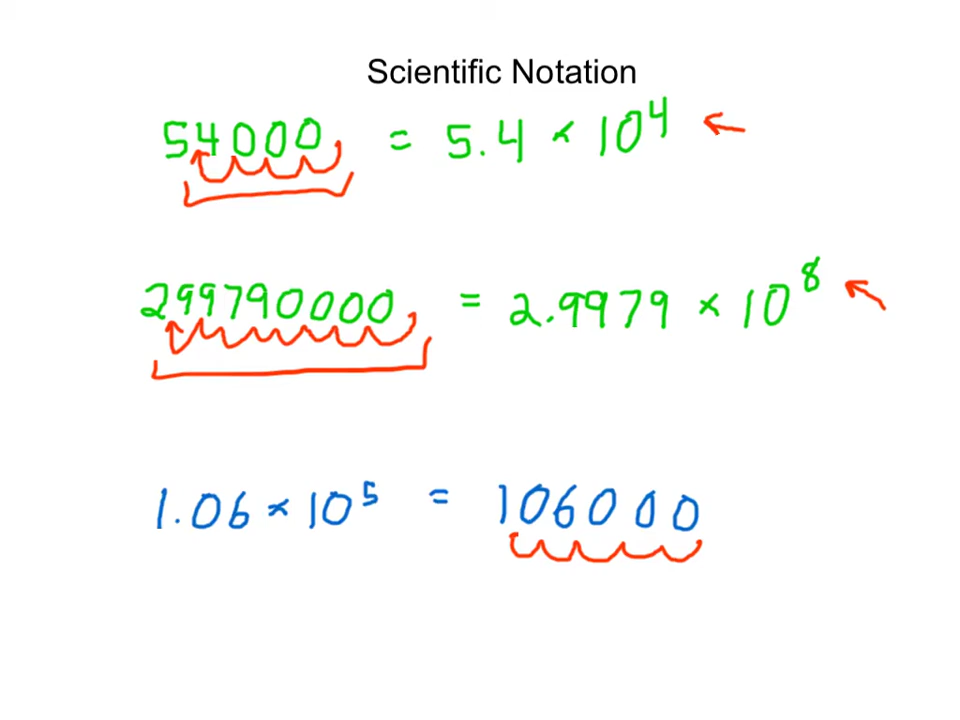 Scientific Notation
54000 = 5.4 × 10⁴
299790000 = 2.9979 × 10⁸
1.06 × 10⁵ = 106000